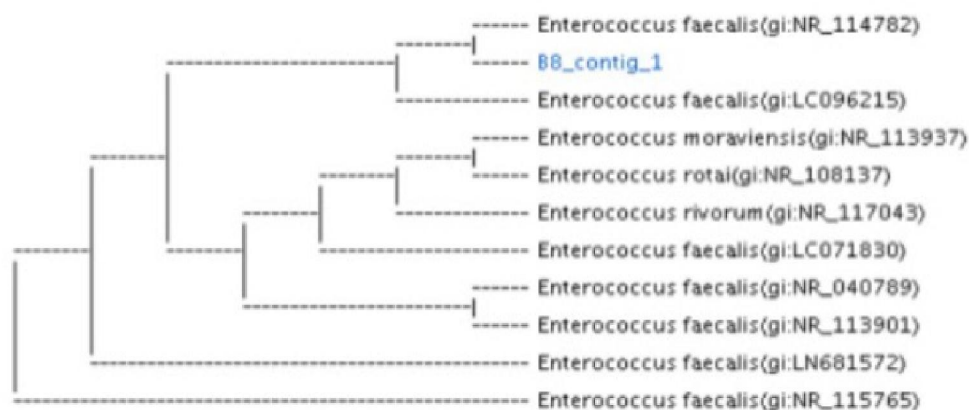 Enterococcus faecalis(gi:NR_114782)
B8_contig_1
Enterococcus faecalis(gi:LC096215)
Enterococcus moraviensis(gi:NR_113937)
Enterococcus rotai(gi:NR_108137)
Enterococcus rivorum(gi:NR_117043)
Enterococcus faecalis(gi:LC071830)
Enterococcus faecalis(gi:NR_040789)
Enterococcus faecalis(gi:NR_113901)
Enterococcus faecalis(gi:LN681572)
Enterococcus faecalis(gi:NR_115765)